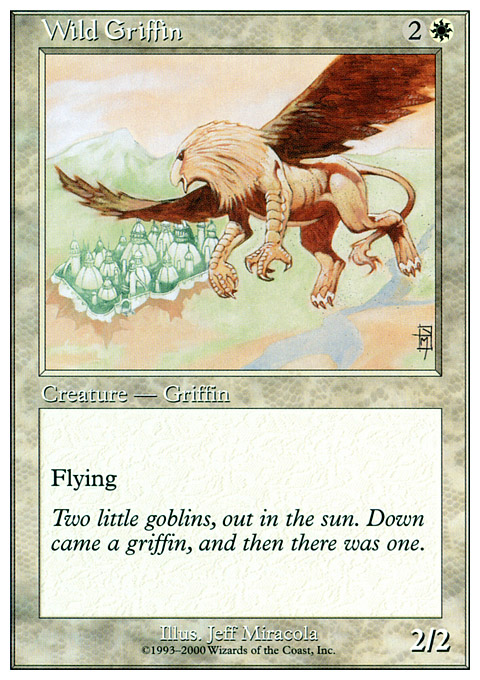 Wild Griffin 2
Creature — Griffin
Flying
Two little goblins, out in the sun. Down
came a griffin, and then there was one.
Illus. Jeff Miracola
2/2
©1993–2000 Wizards of the Coast, Inc.